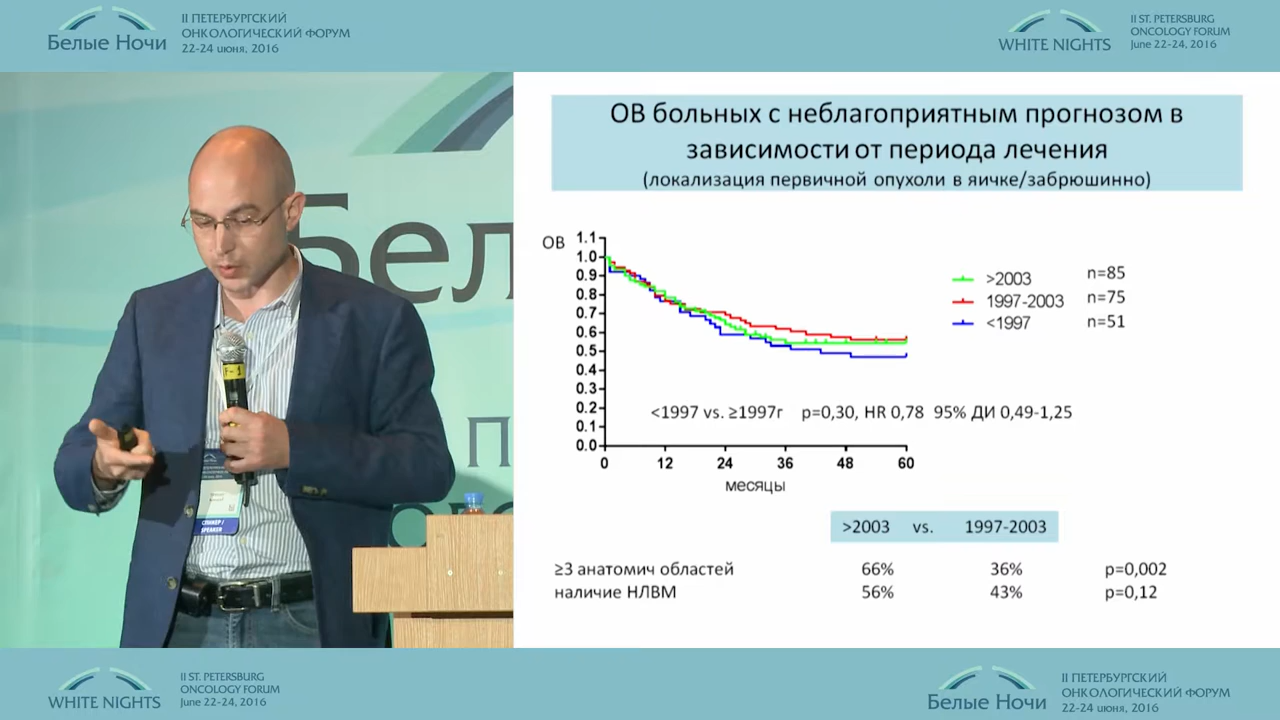 Белые Ночи
II ПЕТЕРБУРГСКИЙ
ОНКОЛОГИЧЕСКИЙ ФОРУМ
22-24 июня, 2016
WHITE NIGHTS
II ST. PETERSBURG
ONCOLOGY FORUM
June 22-24, 2016
Бел
п
СПИКЕР /
SPEAKER
F-1
ОВ больных с неблагоприятным прогнозом в
зависимости от периода лечения
(локализация первичной опухоли в яичке/забрюшинно)
ОВ
1.1
1.0
0.9
0.8
0.7
0.6
0.5
0.4
0.3
0.2
0.1
0.0
0 12 24 36 48 60
месяцы
>2003 n=85
1997-2003 n=75
<1997 n=51
<1997 vs. ≥1997г p=0,30, HR 0,78 95% ДИ 0,49-1,25
>2003 vs. 1997-2003
≥3 анатомич областей 66% 36% p=0,002
наличие НЛВМ 56% 43% p=0,12
WHITE NIGHTS
II ST. PETERSBURG
ONCOLOGY FORUM
June 22-24, 2016
Белые Ночи
II ПЕТЕРБУРГСКИЙ
ОНКОЛОГИЧЕСКИЙ ФОРУМ
22-24 июня, 2016